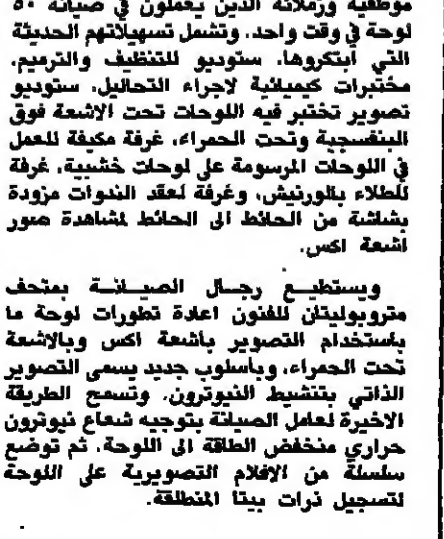 موظفيه وزملائه الذين يعملون في صيانة ٥٠
لوحة في وقت واحد. وتشمل تسهيلاتهم الحديثة
التي ابتكروها، ستوديو للتنظيف والترميم،
مختبرات كيميائية لاجراء التحاليل، ستوديو
تصوير تختبر فيه اللوحات تحت الاشعة فوق
البنفسجية وتحت الحمراء، غرفة مكيفة للعمل
في اللوحات المرسومة على لوحات خشبية، غرفة
للطلاء بالورنيش، وغرفة لعقد الندوات مزودة
بشاشة من الحائط الى الحائط لمشاهدة صور
اشعة اكس.
ويستطيع رجال الصيانة بمتحف
متروبوليتان للفنون اعادة تطورات لوحة ما
باستخدام التصوير بأشعة اكس وبالاشعة
تحت الحمراء، وبأسلوب جديد يسمى التصوير
الذاتي بتنشيط النيوترون. وتسمح الطريقة
الاخيرة لعامل الصيانة بتوجيه شعاع نيوترون
حراري منخفض الطاقة الى اللوحة، ثم توضع
سلسلة من الافلام التصويرية على اللوحة
لتسجيل ذرات بيتا المنطلقة.